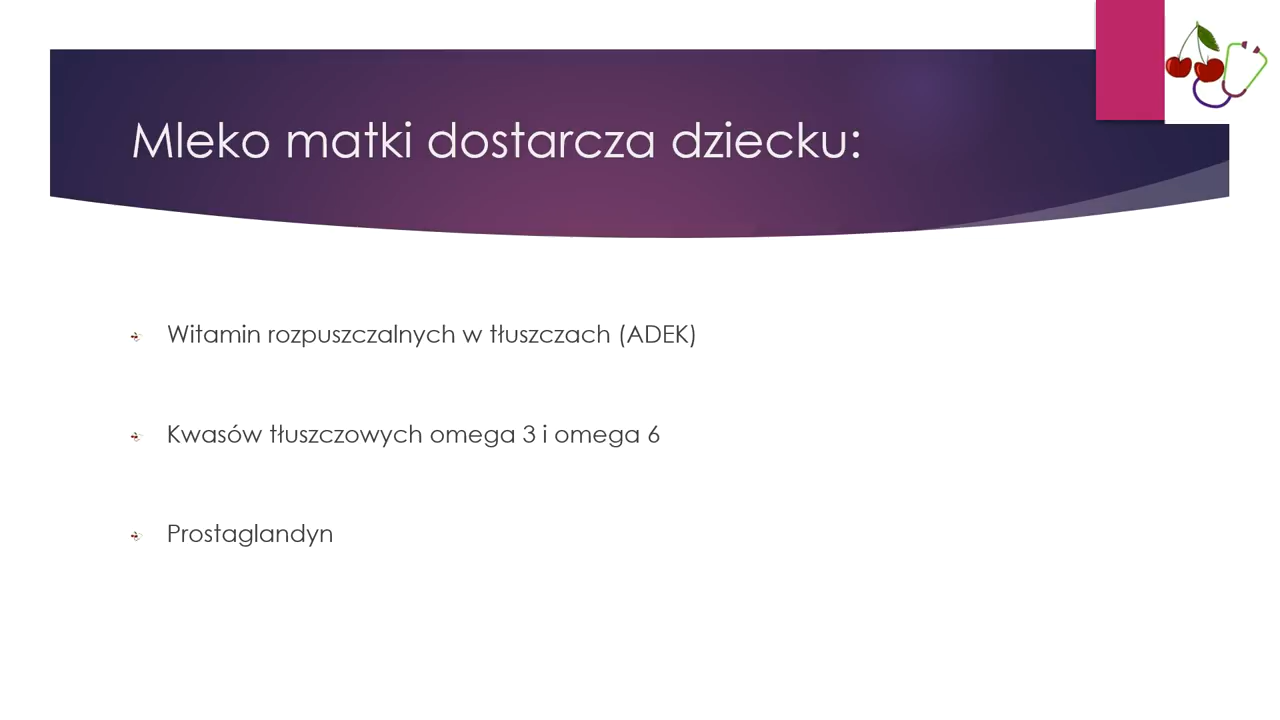 Mleko matki dostarcza dziecku:
Witamin rozpuszczalnych w tłuszczach (ADEK)
Kwasów tłuszczowych omega 3 i omega 6
Prostaglandyn